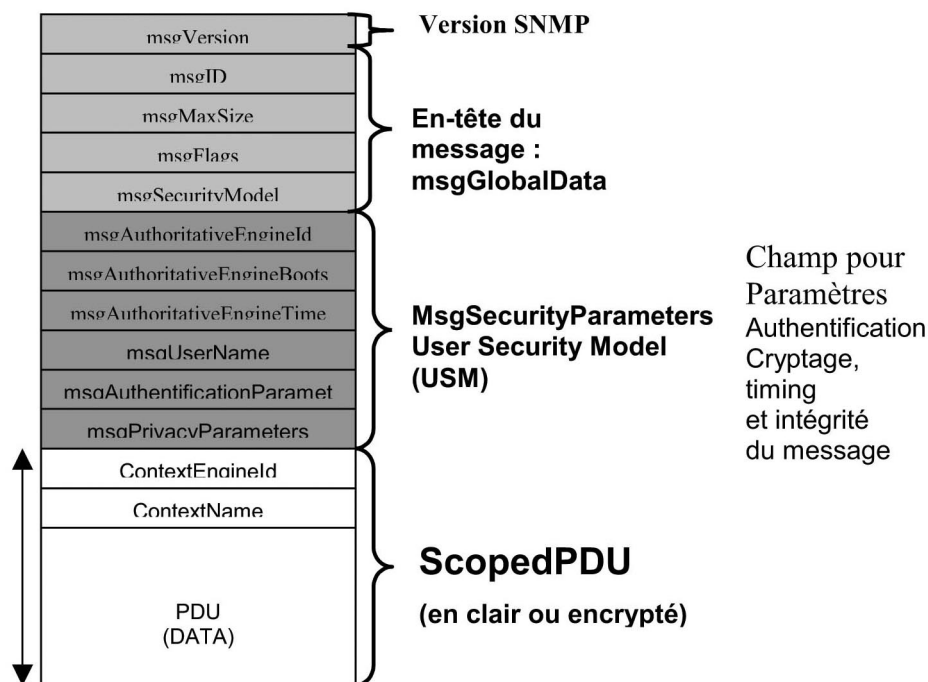 msgVersion
Version SNMP
msgID
msgMaxSize
msgFlags
msgSecurityModel
En-tête du
message :
msgGlobalData
msgAuthoritativeEngineId
msgAuthoritativeEngineBoots
msgAuthoritativeEngineTime
msgUserName
msgAuthentificationParamet
msgPrivacyParameters
MsgSecurityParameters
User Security Model
(USM)
Champ pour
Paramètres
Authentification
Cryptage,
timing
et intégrité
du message
ContextEngineId
ContextName
PDU
(DATA)
ScopedPDU
(en clair ou encrypté)